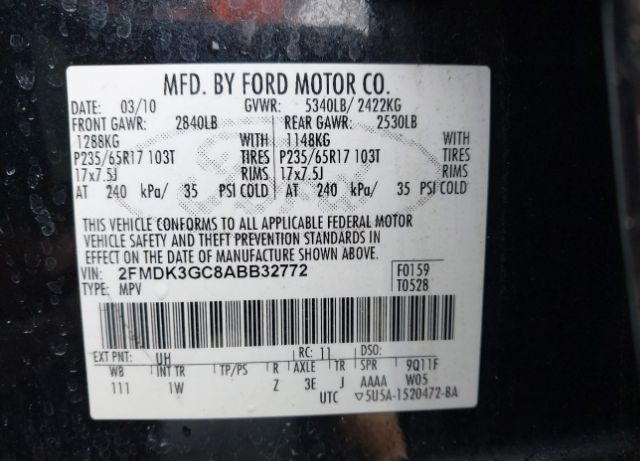 MFD. BY FORD MOTOR CO.
DATE: 03/10 GVWR: 5340LB/ 2422KG
FRONT GAWR: 2840LB REAR GAWR: 2530LB
1288KG WITH 1148KG WITH
P235/65R17 103T TIRES P235/65R17 103T TIRES
17x7.5J RIMS 17x7.5J RIMS
AT 240 kPa/ 35 PSI COLD AT 240 kPa/ 35 PSI COLD
THIS VEHICLE CONFORMS TO ALL APPLICABLE FEDERAL MOTOR
VEHICLE SAFETY AND THEFT PREVENTION STANDARDS IN
EFFECT ON THE DATE OF MANUFACTURE SHOWN ABOVE.
VIN: 2FMDK3GC8ABB32772 F0159
TYPE: MPV T0528
EXT PNT: UH RC: 11 DSO:
WB INT TR TP/PS R AXLE TR SPR 9Q11F
111 1W Z 3E J AAAA W05
UTC ▽5U5A-1520472-BA